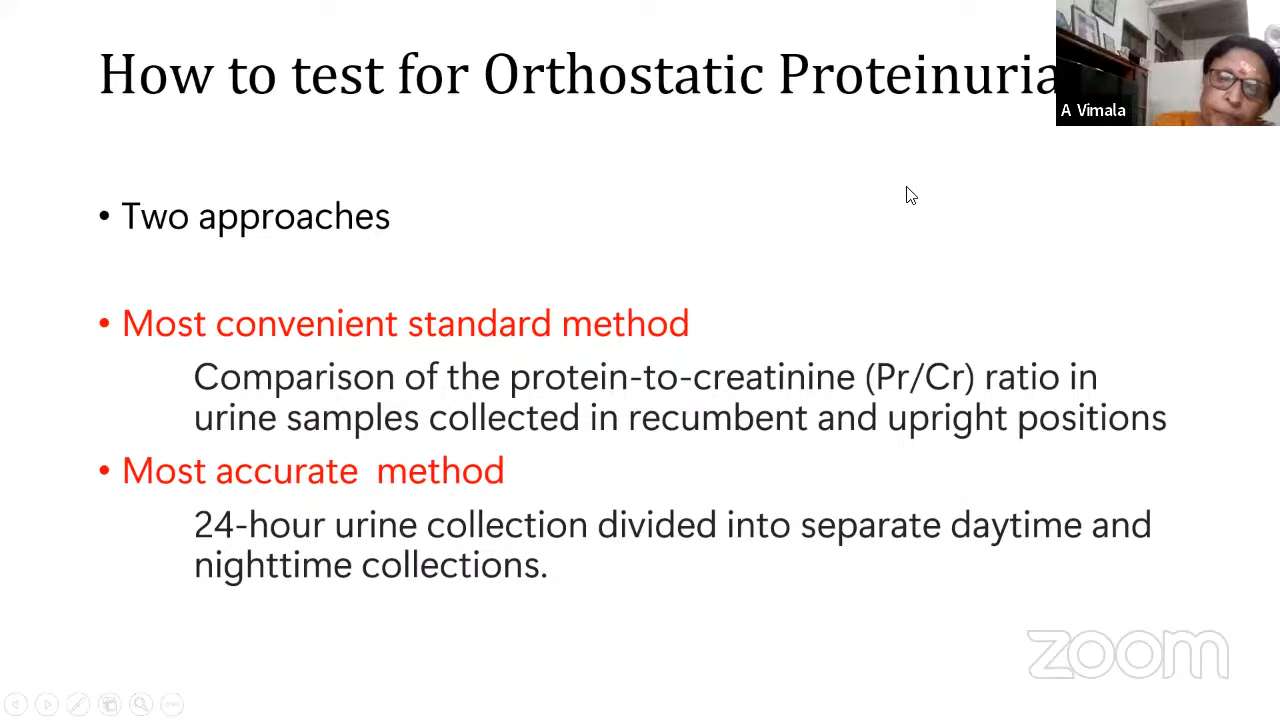 How to test for Orthostatic Proteinuria
A Vimala
• Two approaches
• Most convenient standard method
Comparison of the protein-to-creatinine (Pr/Cr) ratio in
urine samples collected in recumbent and upright positions
• Most accurate method
24-hour urine collection divided into separate daytime and
nighttime collections.
zoom